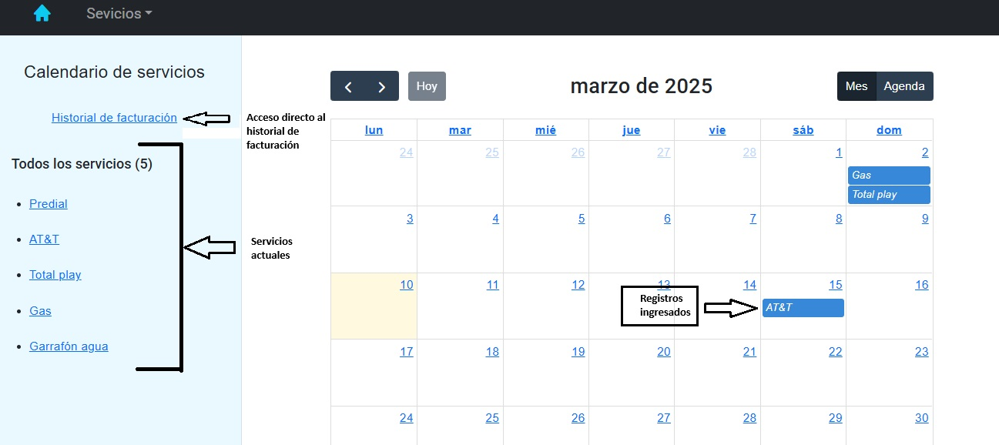 Sevicios
Calendario de servicios
Historial de facturación
Acceso directo al
historial de
facturación
Todos los servicios (5)
Predial
AT&T
Total play
Gas
Garrafón agua
Servicios
actuales
Hoy
marzo de 2025
Mes Agenda
lun mar mié jue vie sáb dom
24 25 26 27 28 1 2
Gas
Total play
3 4 5 6 7 8 9
10 11 12 13 14 15 16
Registros
ingresados
AT&T
17 18 19 20 21 22 23
24 25 26 27 28 29 30